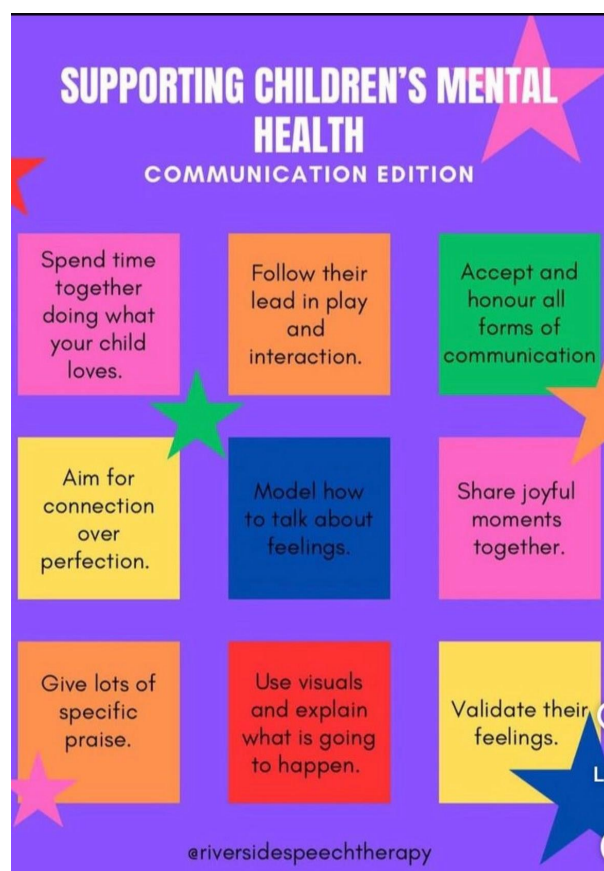 SUPPORTING CHILDREN'S MENTAL
HEALTH
COMMUNICATION EDITION
Spend time
together
doing what
your child
loves.
Follow their
lead in play
and
interaction.
Accept and
honour all
forms of
communication
Aim for
connection
over
perfection.
Model how
to talk about
feelings.
Share joyful
moments
together.
Give lots of
specific
praise.
Use visuals
and explain
what is going
to happen.
Validate their
feelings.
@riversidespeechtherapy